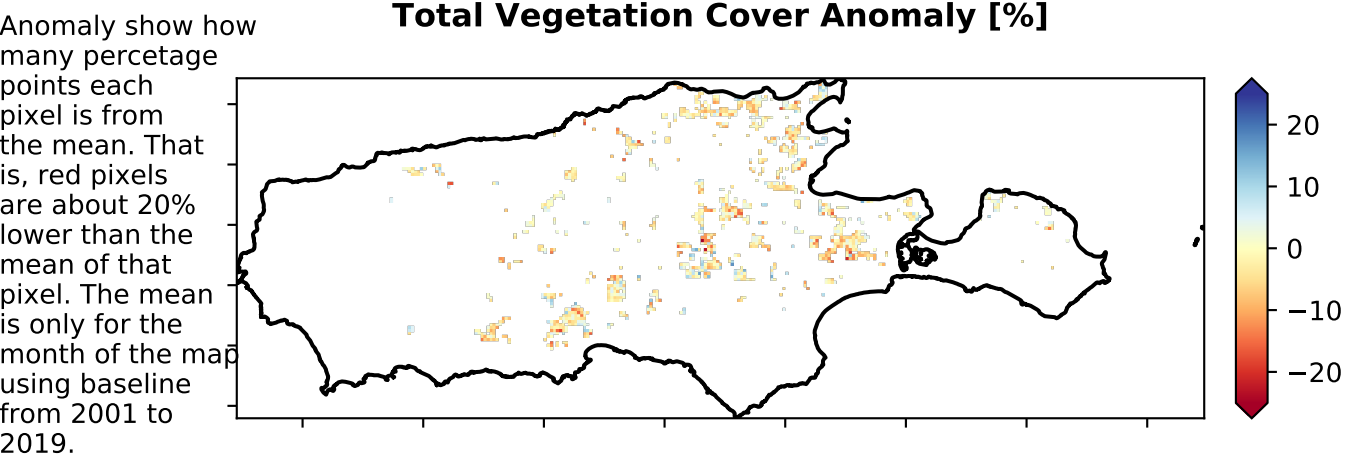 Total Vegetation Cover Anomaly [%]
Anomaly show how
many percetage
points each
pixel is from
the mean. That
is, red pixels
are about 20%
lower than the
mean of that
pixel. The mean
is only for the
month of the map
using baseline
from 2001 to
2019.
20
10
0
−10
−20